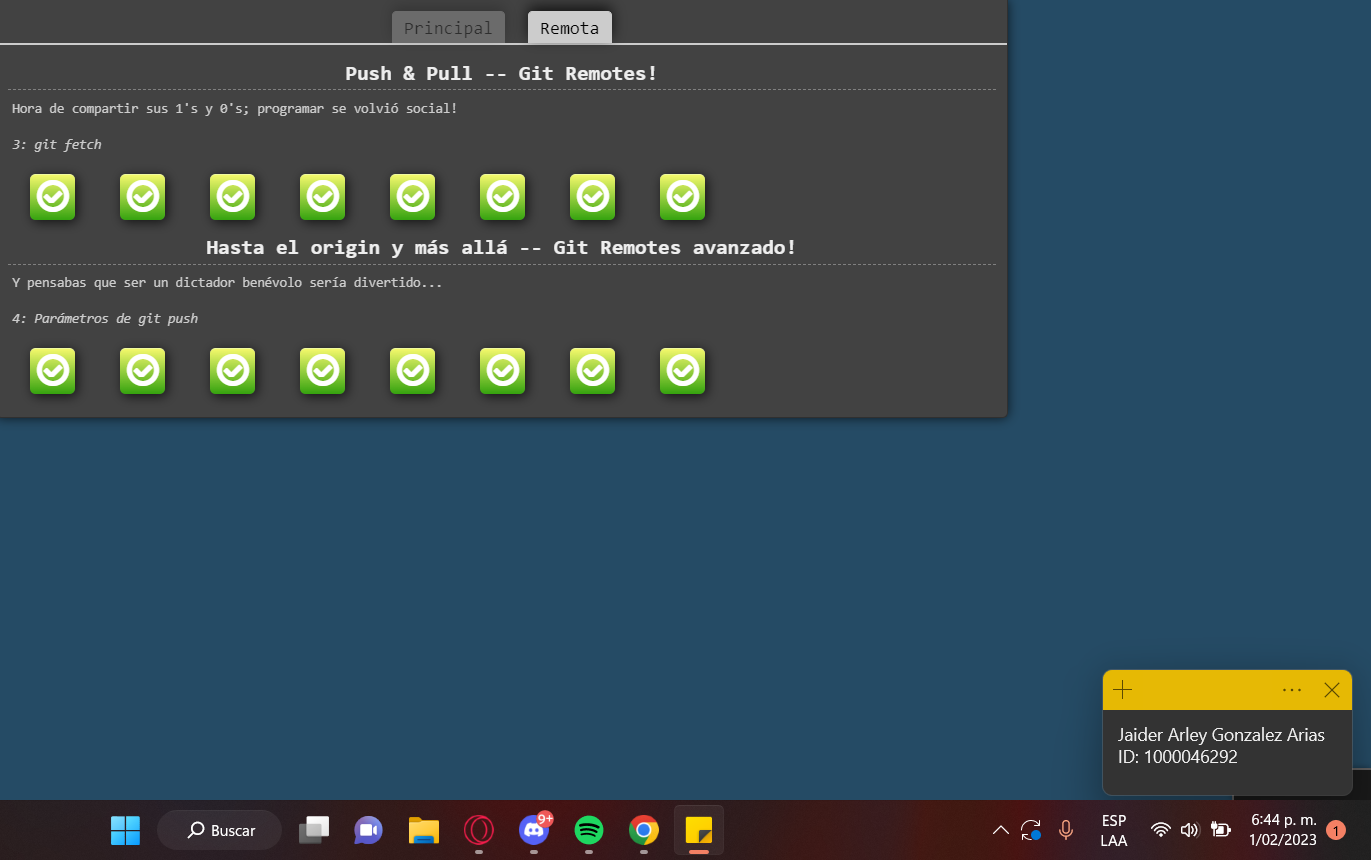 Principal
Remota
Push & Pull -- Git Remotes!
Hora de compartir sus 1's y 0's; programar se volvió social!
3: git fetch
Hasta el origin y más allá -- Git Remotes avanzado!
Y pensabas que ser un dictador benévolo sería divertido...
4: Parámetros de git push
Jaider Arley Gonzalez Arias
ID: 1000046292
Buscar
9+
ESP
LAA
6:44 p. m.
1/02/2023
1